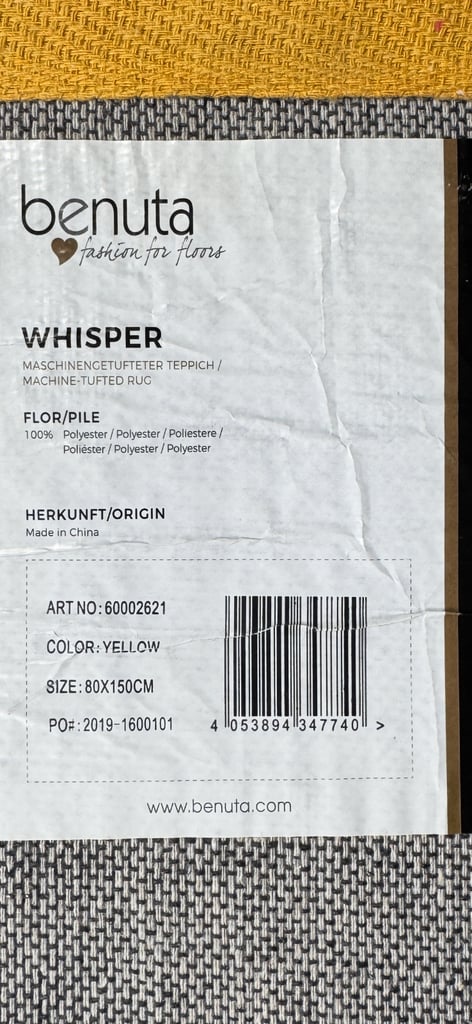 benuta
fashion for floors
WHISPER
MASCHINENGETUFTETER TEPPICH /
MACHINE-TUFTED RUG
FLOR/PILE
100% Polyester / Polyester / Poliestere /
Poliéster / Polyester / Polyester
HERKUNFT/ORIGIN
Made in China
ART NO: 60002621
COLOR: YELLOW
SIZE: 80X150CM
PO#: 2019-1600101
4 053894 347740 >
www.benuta.com